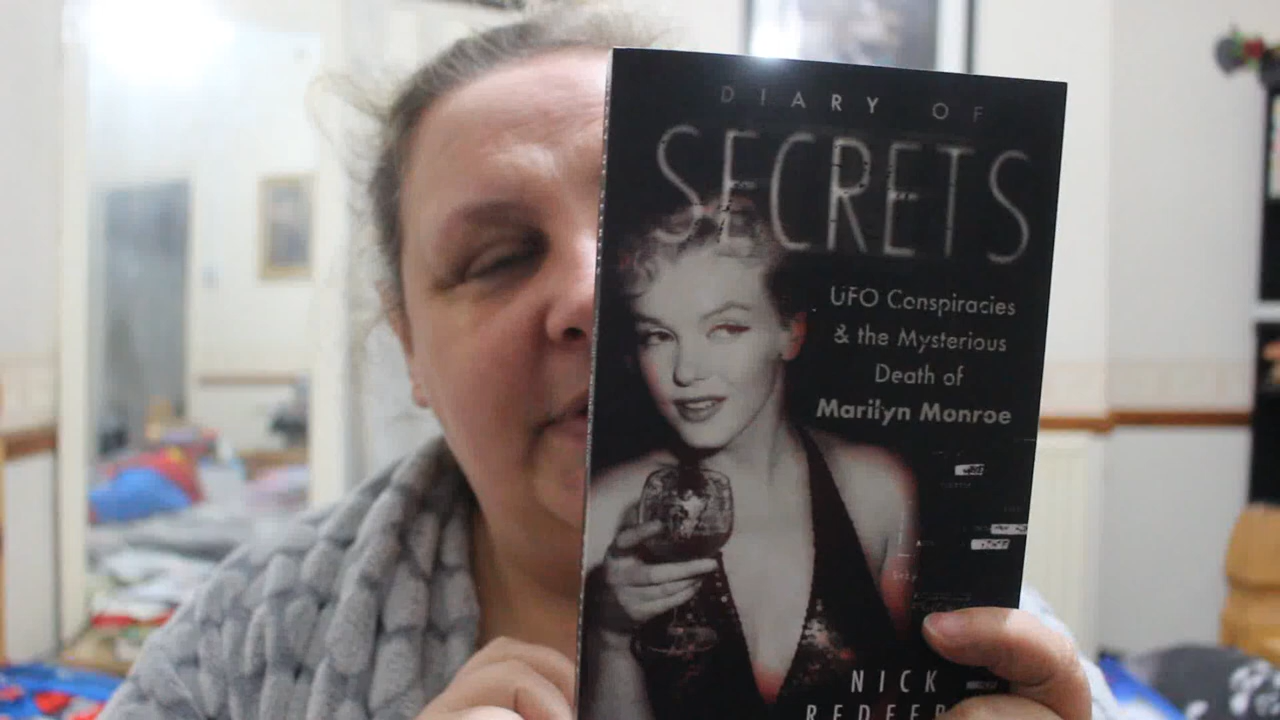 DIARY OF
SECRETS
UFO Conspiracies
& the Mysterious
Death of
Marilyn Monroe
NICK